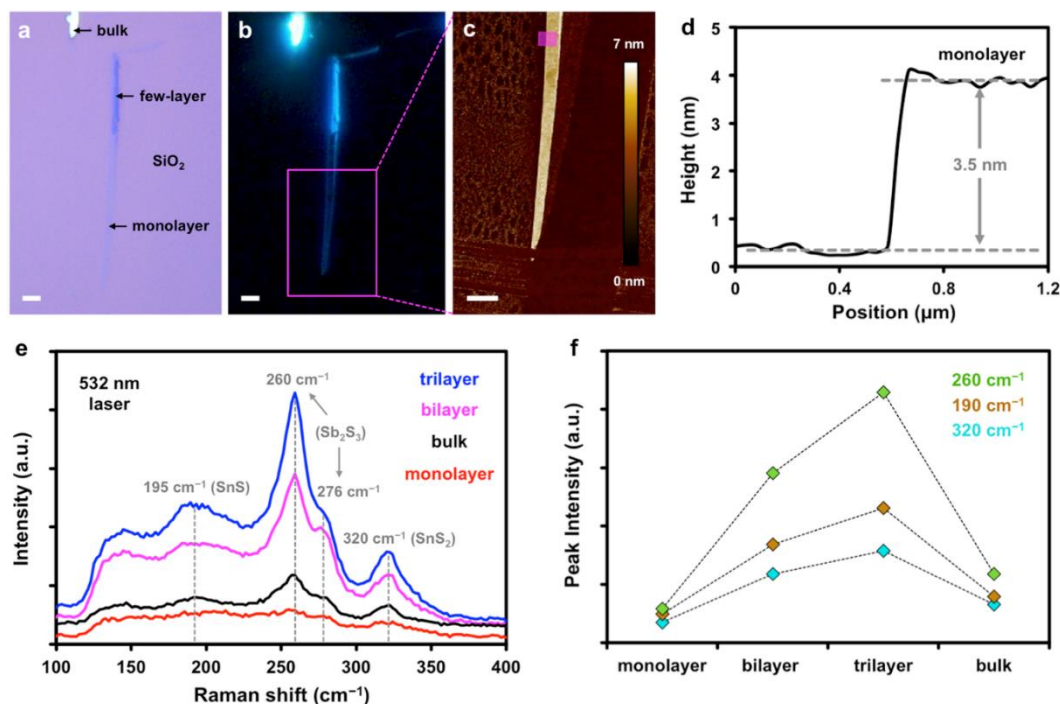 a
bulk
few-layer
SiO₂
monolayer
b
c
7 nm
0 nm
d
monolayer
3.5 nm
Height (nm)
5
4
3
2
1
0
0
0.4
0.8
1.2
Position (µm)
e
532 nm
laser
260 cm⁻¹
(Sb₂S₃)
276 cm⁻¹
195 cm⁻¹ (SnS)
320 cm⁻¹ (SnS₂)
trilayer
bilayer
bulk
monolayer
Intensity (a.u.)
100
150
200
250
300
350
400
Raman shift (cm⁻¹)
f
260 cm⁻¹
190 cm⁻¹
320 cm⁻¹
Peak Intensity (a.u.)
monolayer
bilayer
trilayer
bulk